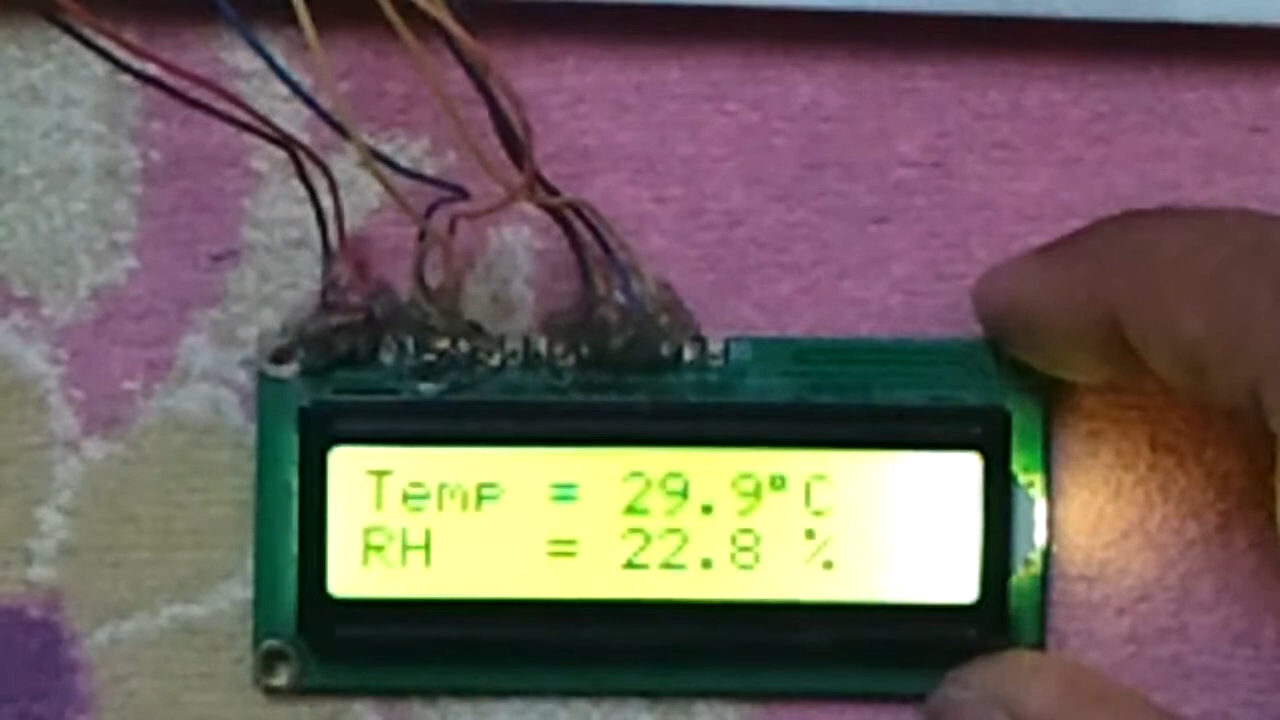 Temp = 29.9°C
RH = 22.8 %